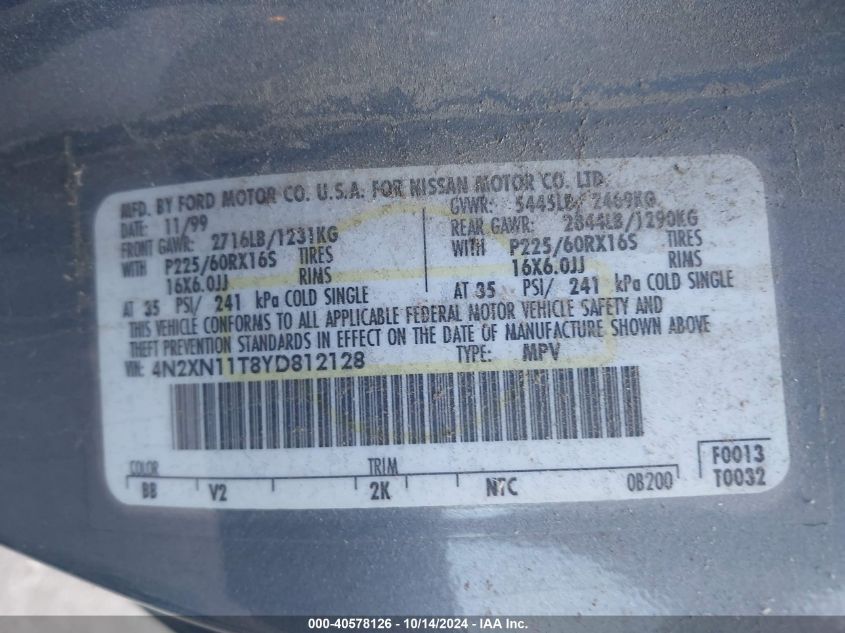 MFD. BY FORD MOTOR CO. U.S.A. FOR NISSAN MOTOR CO. LTD.
DATE: 11/99 GVWR: 5445LB/ 2469KG
FRONT GAWR: 2716LB/1231KG REAR GAWR: 2844LB/1290KG
WITH P225/60RX16S TIRES WITH P225/60RX16S TIRES
16X6.0JJ RIMS 16X6.0JJ RIMS
AT 35 PSI/ 241 kPa COLD SINGLE AT 35 PSI/ 241 kPa COLD SINGLE
THIS VEHICLE CONFORMS TO ALL APPLICABLE FEDERAL MOTOR VEHICLE SAFETY AND
THEFT PREVENTION STANDARDS IN EFFECT ON THE DATE OF MANUFACTURE SHOWN ABOVE
VIN: 4N2XN11T8YD812128 TYPE: MPV
COLOR TRIM F0013
BB V2 2K NTC 0B200 T0032
000-40578126 - 10/14/2024 - IAA Inc.